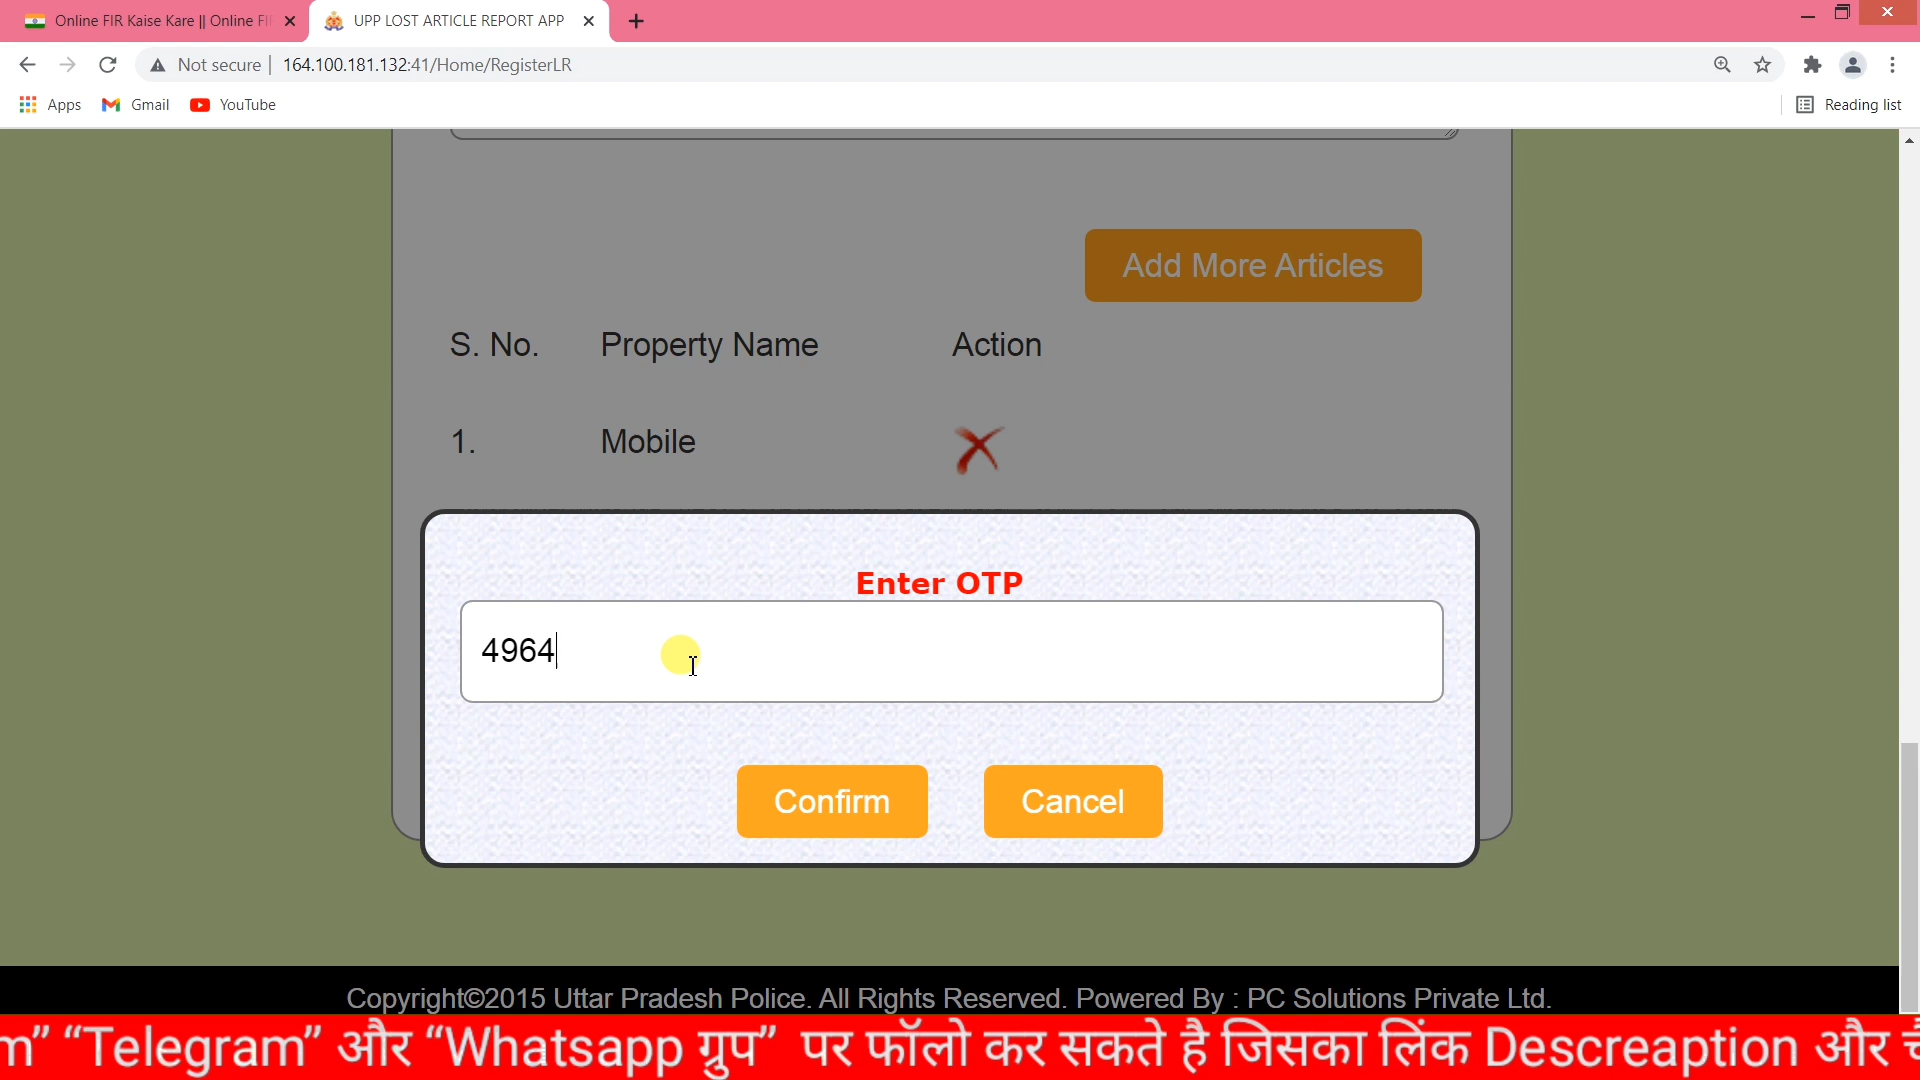 Online FIR Kaise Kare || Online FI
UPP LOST ARTICLE REPORT APP
Not secure | 164.100.181.132:41/Home/RegisterLR
Apps
Gmail
YouTube
Reading list
Add More Articles
S. No. Property Name Action
1. Mobile
Enter OTP
4964
Confirm
Cancel
Copyright©2015 Uttar Pradesh Police. All Rights Reserved. Powered By : PC Solutions Private Ltd.
m” “Telegram” और “Whatsapp ग्रुप” पर फॉलो कर सकते है जिसका लिंक Descreaption और